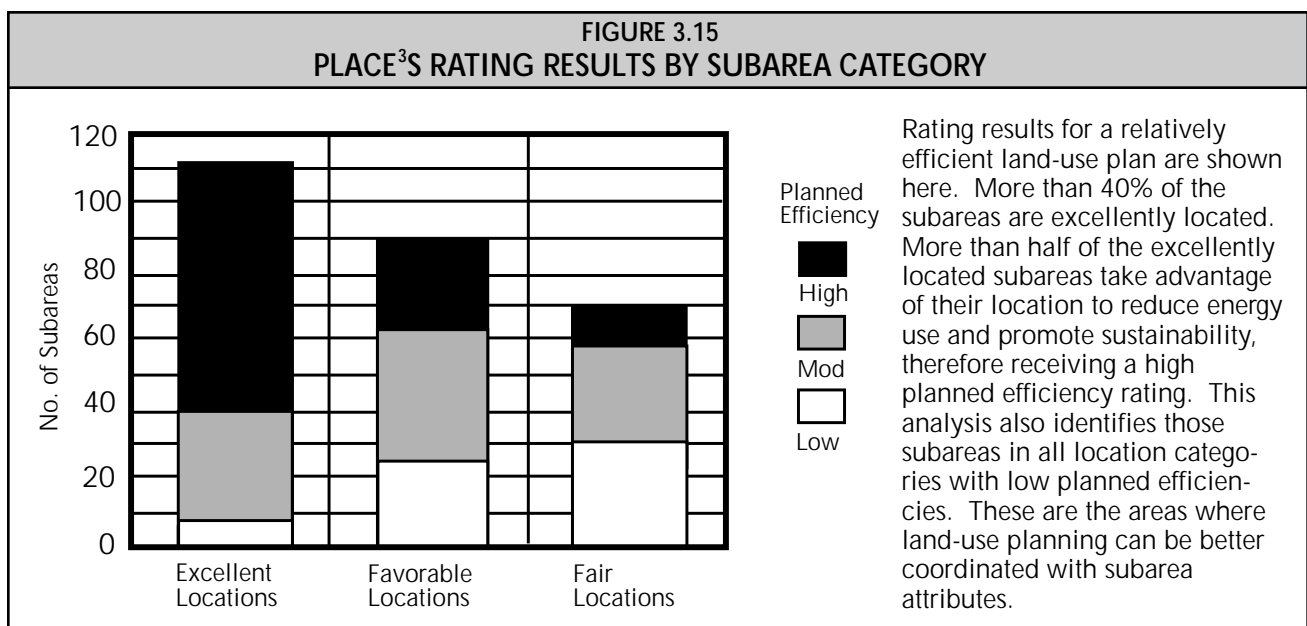 FIGURE 3.15
PLACE³S RATING RESULTS BY SUBAREA CATEGORY
No. of Subareas
120
100
80
60
40
20
0
Excellent
Locations
Favorable
Locations
Fair
Locations
Planned
Efficiency
High
Mod
Low
Rating results for a relatively
efficient land-use plan are shown
here. More than 40% of the
subareas are excellently located.
More than half of the excellently
located subareas take advantage
of their location to reduce energy
use and promote sustainability,
therefore receiving a high
planned efficiency rating. This
analysis also identifies those
subareas in all location catego-
ries with low planned efficien-
cies. These are the areas where
land-use planning can be better
coordinated with subarea
attributes.